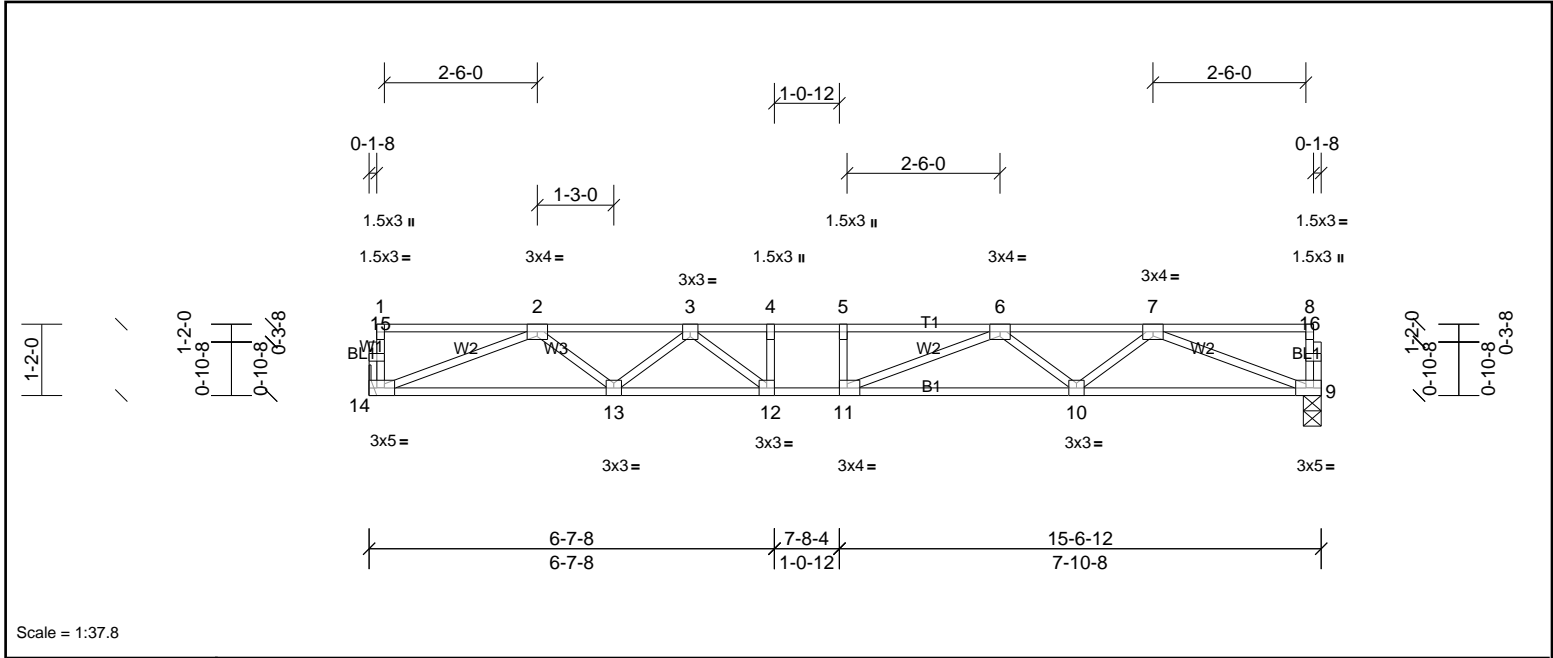 2-6-0 2-6-0
1-0-12
0-1-8 0-1-8
2-6-0
1-3-0
1.5x3 II 1.5x3 II 1.5x3 =
1.5x3 = 3x4 = 1.5x3 II 3x4 = 1.5x3 II
3x3 = 3x4 =
1 2 3 4 5 6 7 8
15 T1 16
W1 W2 W3 W2 W2
BL1 BL1
1-2-0
1-2-0
0-10-8
0-10-8
0-3-8
1-2-0
0-10-8
0-10-8
0-3-8
B1
14 13 12 11 10 9
3x5 = 3x3 = 3x3 =
3x3 = 3x4 = 3x5 =
6-7-8 7-8-4 15-6-12
6-7-8 1-0-12 7-10-8
Scale = 1:37.8